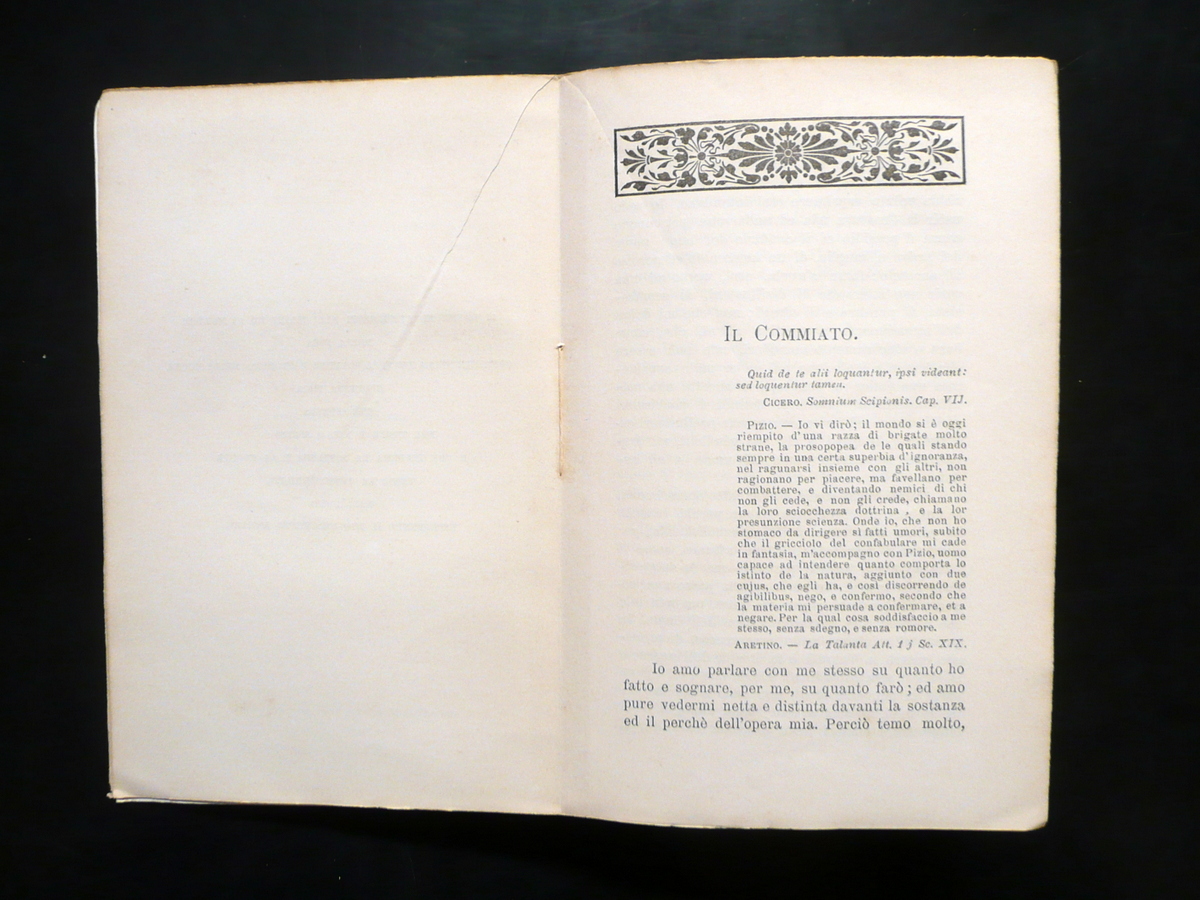 IL COMMIATO.
Quid de te alii loquantur, ipsi videant:
sed loquentur tamen.
CICERO. Somnium Scipionis. Cap. VIJ.
PIZIO. — Io vi dirò; il mondo si è oggi
riempito d'una razza di brigate molto
strane, la prosopopea de le quali stando
sempre in una certa superbia d'ignoranza,
nel ragunarsi insieme con gli altri, non
ragionano per piacere, ma favellano per
combattere, e diventando nemici di chi
non gli cede, e non gli crede, chiamano
la loro sciocchezza dottrina, e la lor
presunzione scienza. Onde io, che non ho
stomaco da dirigere sì fatti umori, subito
che il gricciolo del confabulare mi cade
in fantasia, m'accompagno con Pizio, uomo
capace ad intendere quanto comporta lo
istinto de la natura, aggiunto con due
cujus, che egli ha, e così discorrendo de
agibilibus, nego, e confermo, secondo che
la materia mi persuade a confermare, et a
negare. Per la qual cosa soddisfaccio a me
stesso, senza sdegno, e senza romore.
ARETINO. — La Talanta Att. 1 j Sc. XIX.
Io amo parlare con me stesso su quanto ho
fatto e sognare, per me, su quanto farò; ed amo
pure vedermi netta e distinta davanti la sostanza
ed il perchè dell'opera mia. Perciò temo molto,